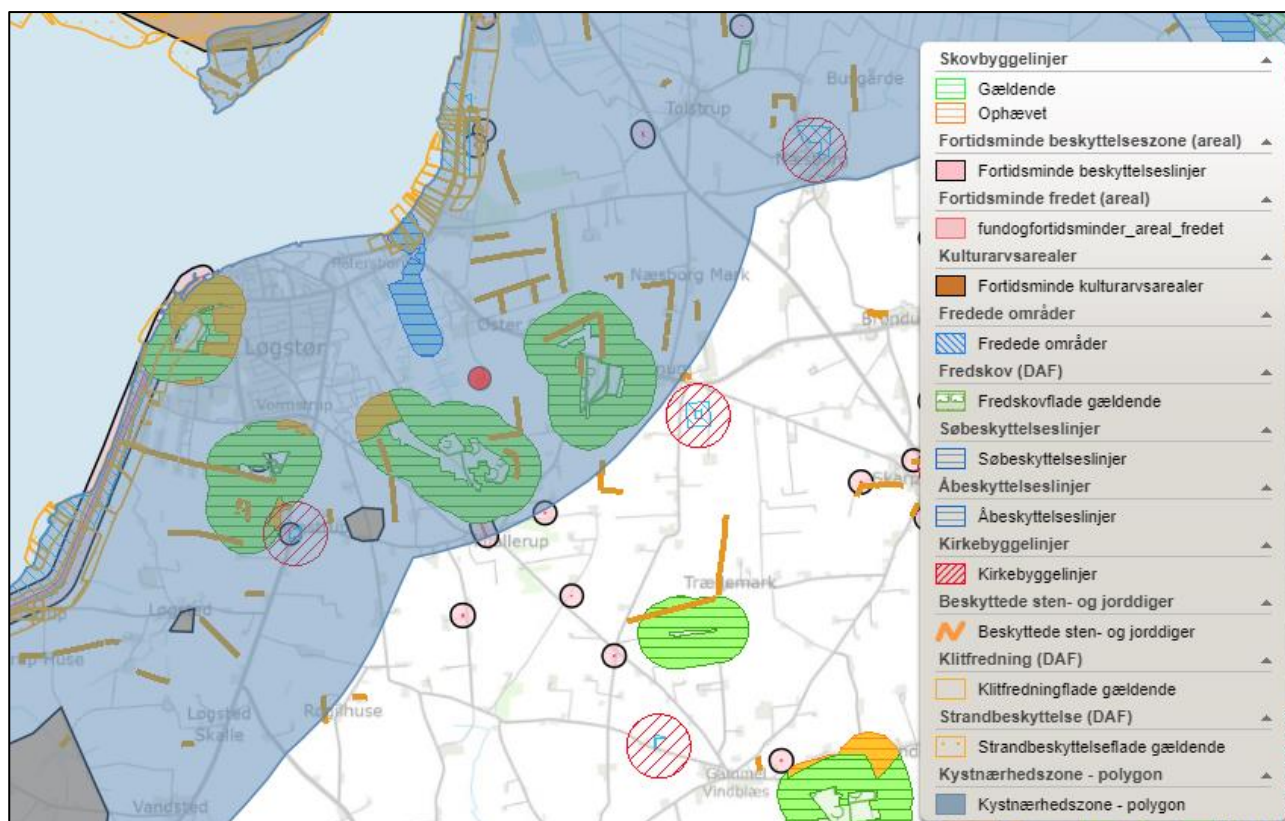 Skovbyggelinjer
Gældende
Ophævet
Fortidsminde beskyttelseszone (areal)
Fortidsminde beskyttelseslinjer
Fortidsminde fredet (areal)
fundogfortidsminder_areal_fredet
Kulturarvsarealer
Fortidsminde kulturarvsarealer
Fredede områder
Fredede områder
Fredskov (DAF)
Fredskovflade gældende
Søbeskyttelseslinjer
Søbeskyttelseslinjer
Åbeskyttelseslinjer
Åbeskyttelseslinjer
Kirkebyggelinjer
Kirkebyggelinjer
Beskyttede sten- og jorddiger
Beskyttede sten- og jorddiger
Klitfredning (DAF)
Klitfredningflade gældende
Strandbeskyttelse (DAF)
Strandbeskyttelseflade gældende
Kystnærhedszone - polygon
Kystnærhedszone - polygon
Tolstrup
Næsborg
Næsborg Mark
Øster
Løgstør
Vormstrup
Løgsted
Løgsted
Skalle
Vandsted
Gammel
Vindblæs